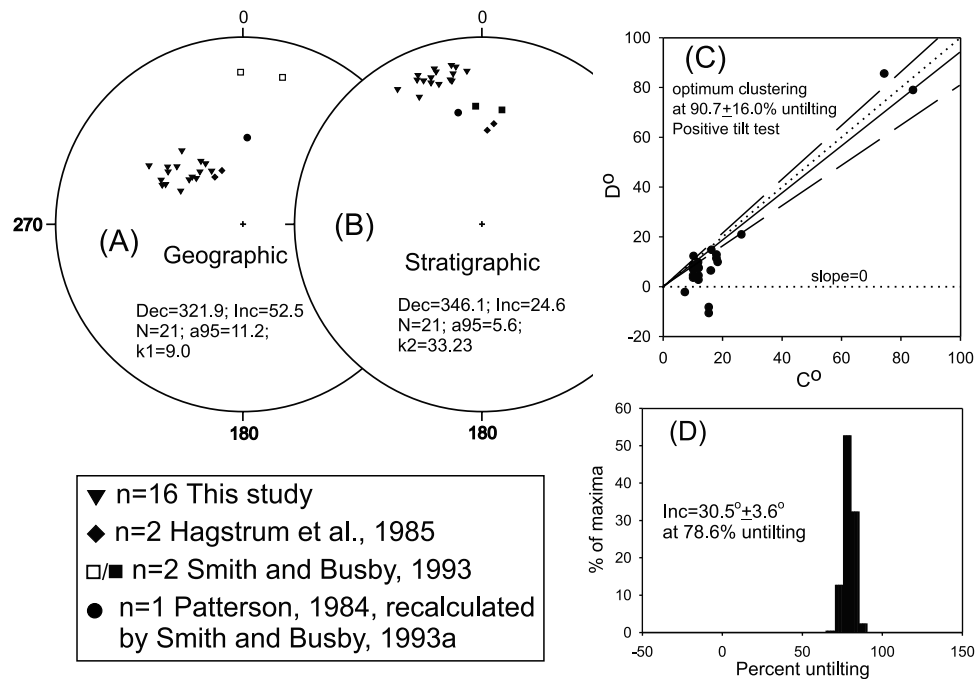 0
270
(A)
Geographic
Dec=321.9; Inc=52.5
N=21; a95=11.2;
k1=9.0
180
0
(B)
Stratigraphic
Dec=346.1; Inc=24.6
N=21; a95=5.6;
k2=33.23
180
n=16 This study
n=2 Hagstrum et al., 1985
n=2 Smith and Busby, 1993
n=1 Patterson, 1984, recalculated
by Smith and Busby, 1993a
(C)
optimum clustering
at 90.7±16.0% untilting
Positive tilt test
slope=0
100
80
60
40
20
0
-20
Dº
0 20 40 60 80 100
Cº
(D)
Inc=30.5º±3.6º
at 78.6% untilting
60
50
40
30
20
10
0
% of maxima
-50 0 50 100 150
Percent untilting